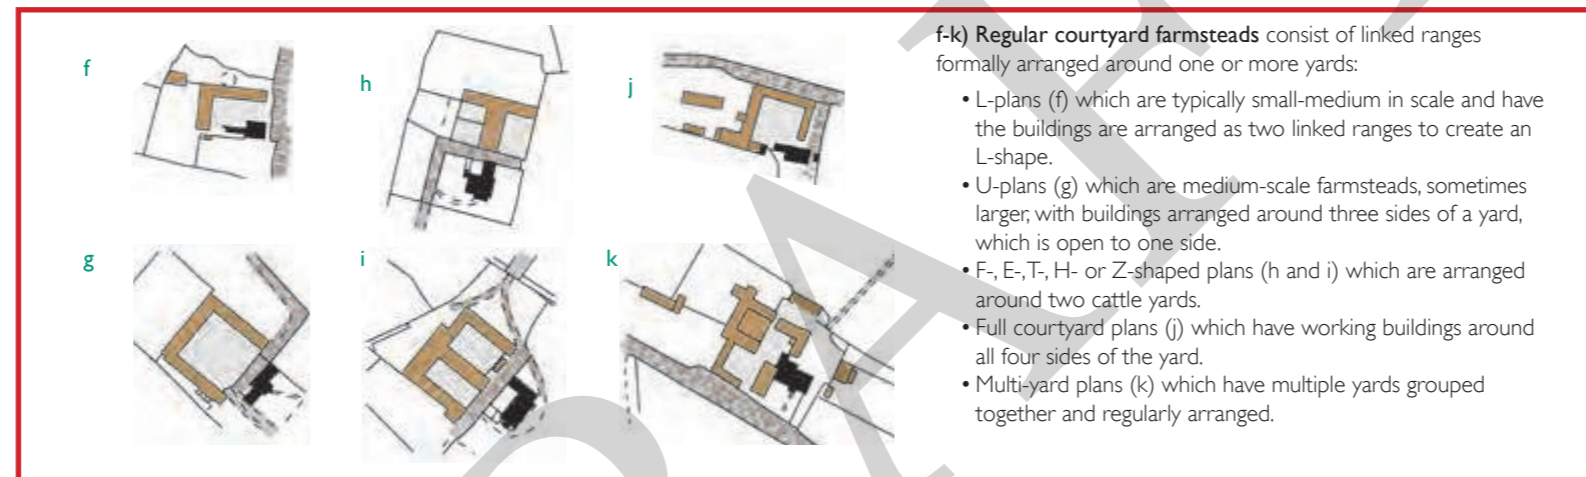 f
h
j
g
i
k
f-k) Regular courtyard farmsteads consist of linked ranges
formally arranged around one or more yards:
• L-plans (f) which are typically small-medium in scale and have
the buildings are arranged as two linked ranges to create an
L-shape.
• U-plans (g) which are medium-scale farmsteads, sometimes
larger, with buildings arranged around three sides of a yard,
which is open to one side.
• F-, E-,T-, H- or Z-shaped plans (h and i) which are arranged
around two cattle yards.
• Full courtyard plans (j) which have working buildings around
all four sides of the yard.
• Multi-yard plans (k) which have multiple yards grouped
together and regularly arranged.